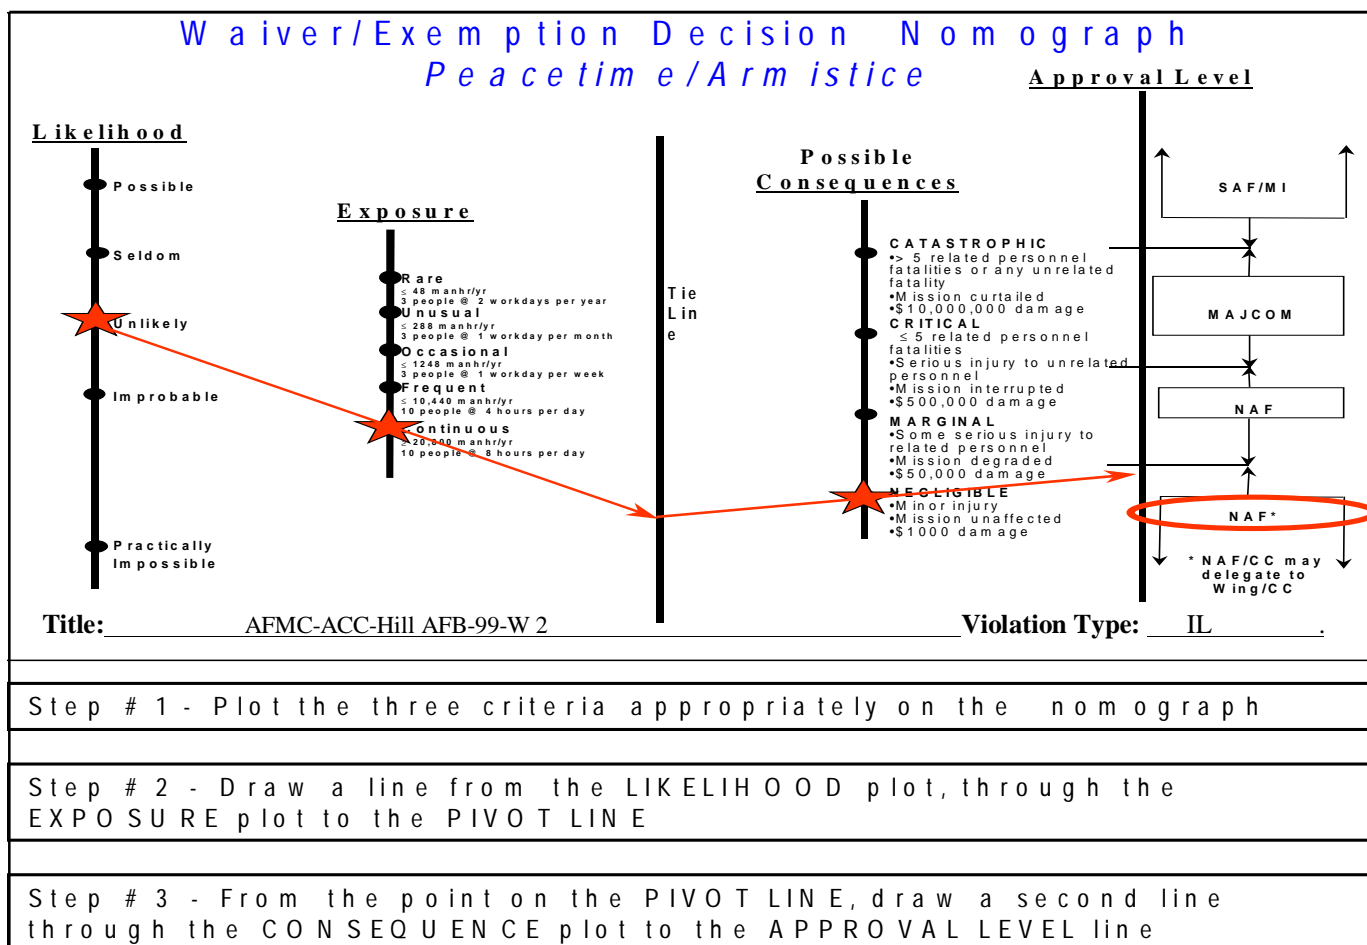 Waiver/Exemption Decision Nomograph
Peacetime/Armistice
Approval Level
Likelihood
Possible
Seldom
Unlikely
Improbable
Practically
Impossible
Exposure
Rare
≤ 48 manhr/yr
3 people @ 2 workdays per year
Unusual
≤ 288 manhr/yr
3 people @ 1 workday per month
Occasional
≤ 1248 manhr/yr
3 people @ 1 workday per week
Frequent
≤ 10,440 manhr/yr
10 people @ 4 hours per day
Continuous
≥ 20,800 manhr/yr
10 people @ 8 hours per day
Tie
Lin
e
Possible
Consequences
CATASTROPHIC
•> 5 related personnel
fatalities or any unrelated
fatality
•Mission curtailed
•$10,000,000 damage
CRITICAL
≤ 5 related personnel
fatalities
•Serious injury to unrelated
personnel
•Mission interrupted
•$500,000 damage
MARGINAL
•Some serious injury to
related personnel
•Mission degraded
•$50,000 damage
NEGLIGIBLE
•Minor injury
•Mission unaffected
•$1000 damage
SAF/MI
MAJCOM
NAF
NAF*
* NAF/CC may
delegate to
Wing/CC
Title: AFMC-ACC-Hill AFB-99-W 2 Violation Type: IL .
Step # 1 - Plot the three criteria appropriately on the nomograph
Step # 2 - Draw a line from the LIKELIHOOD plot, through the
EXPOSURE plot to the PIVOT LINE
Step # 3 - From the point on the PIVOT LINE, draw a second line
through the CONSEQUENCE plot to the APPROVAL LEVEL line